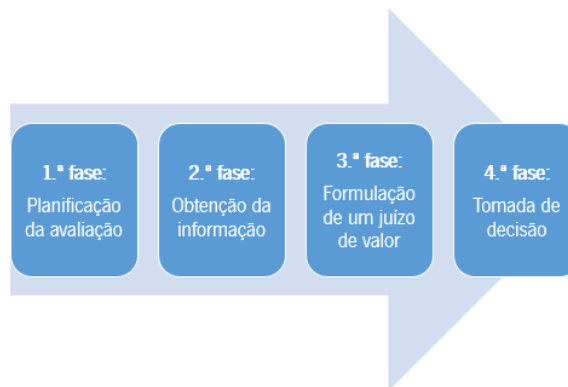 1.ª fase:
Planificação
da avaliação
2.ª fase:
Obtenção da
informação
3.ª fase:
Formulação
de um juízo
de valor
4.ª fase:
Tomada de
decisão